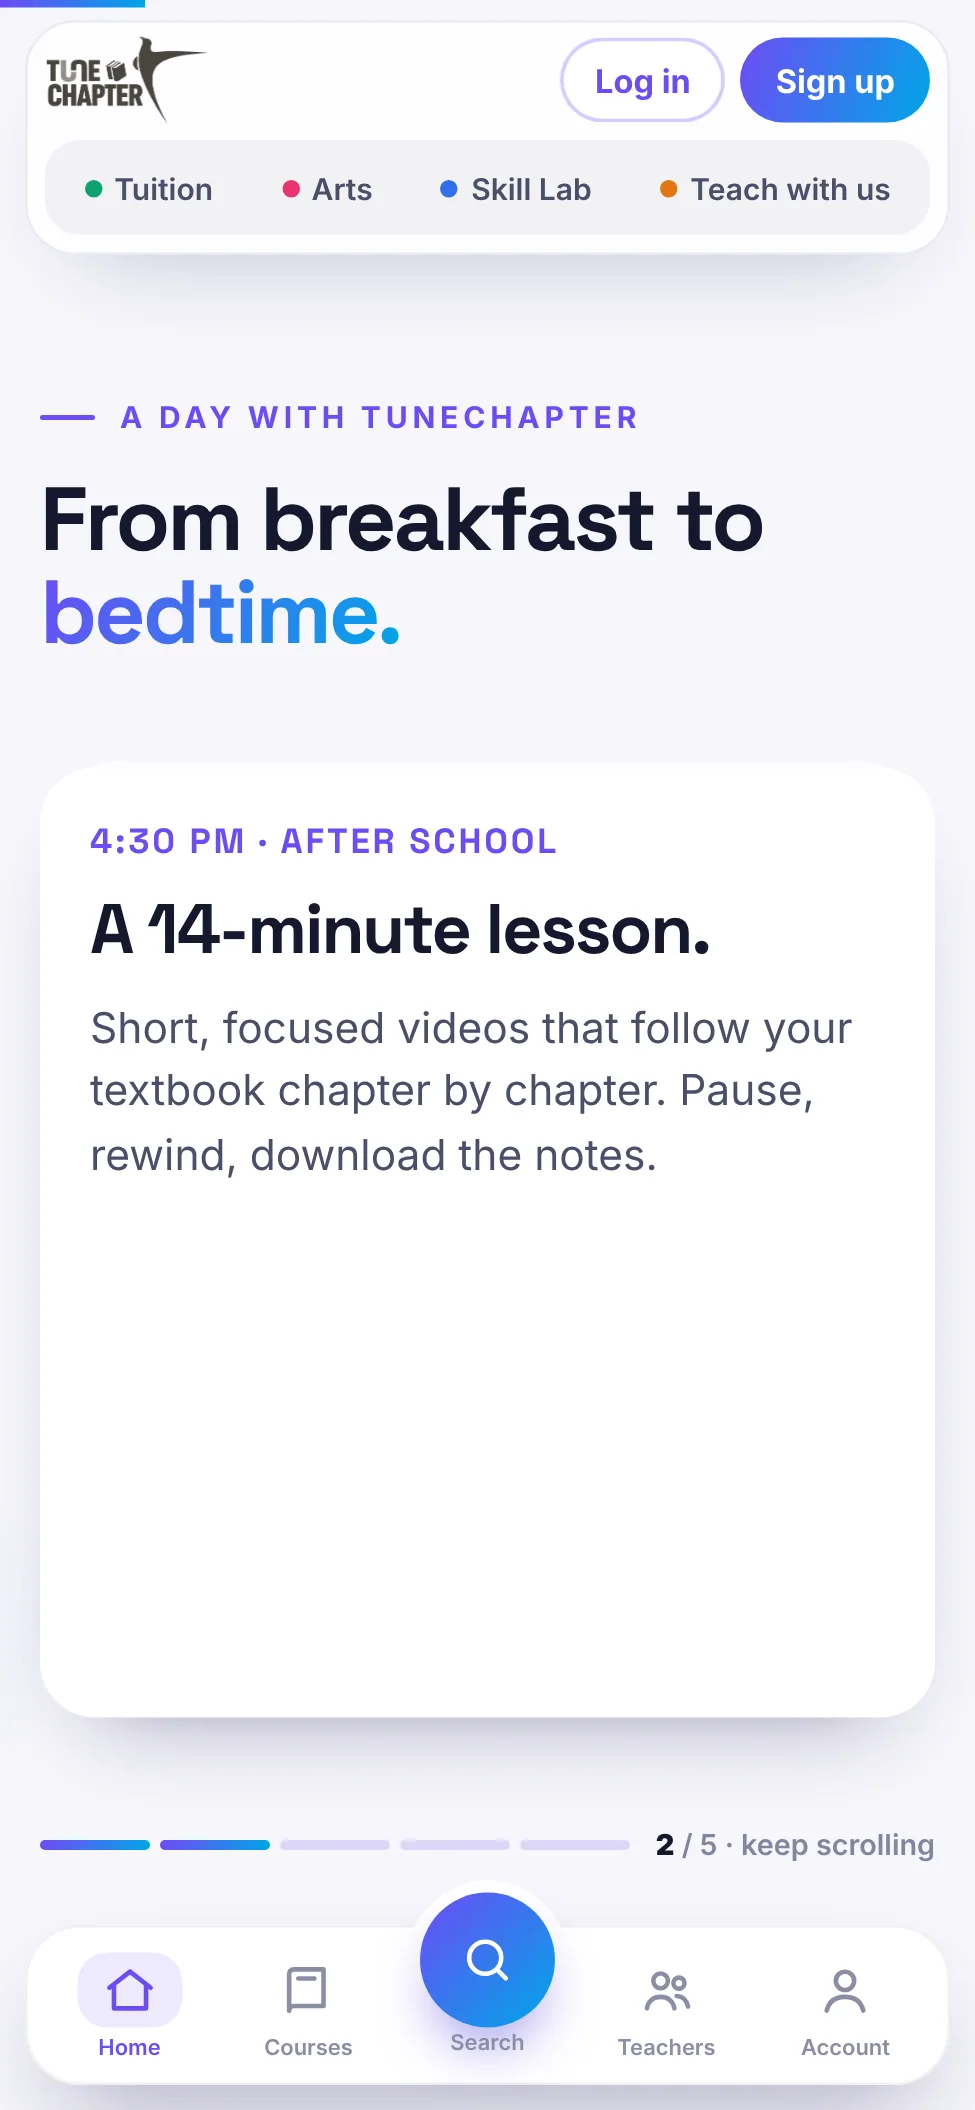 TUNE
CHAPTER
Log in
Sign up
Tuition
Arts
Skill Lab
Teach with us
A DAY WITH TUNECHAPTER
From breakfast to
bedtime.
4:30 PM · AFTER SCHOOL
A 14-minute lesson.
Short, focused videos that follow your
textbook chapter by chapter. Pause,
rewind, download the notes.
2 / 5 · keep scrolling
Home
Courses
Search
Teachers
Account